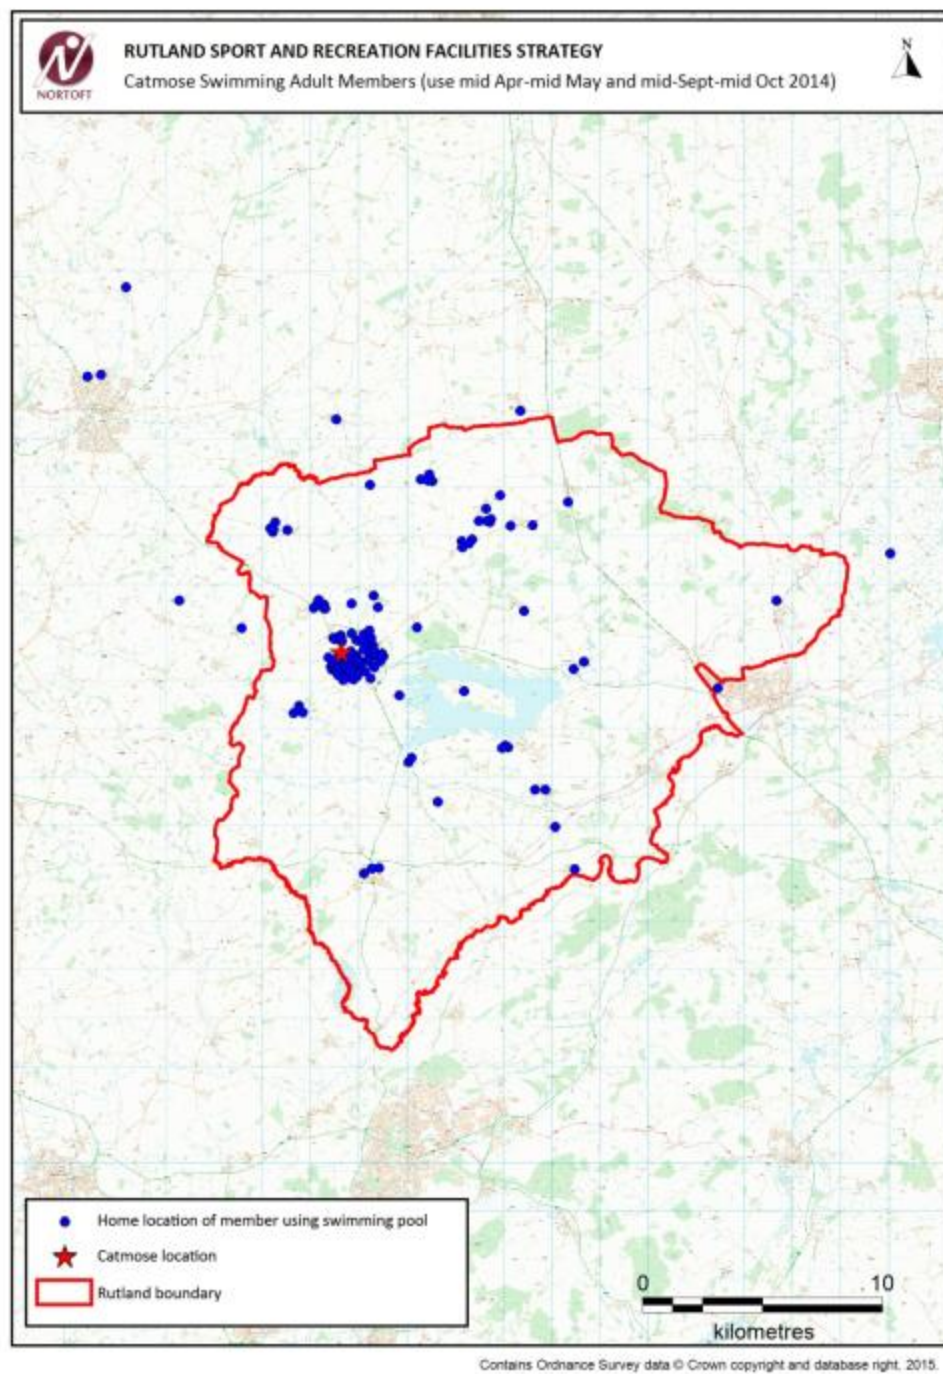 RUTLAND SPORT AND RECREATION FACILITIES STRATEGY
Catmose Swimming Adult Members (use mid Apr-mid May and mid-Sept-mid Oct 2014)
NORTOFT
N
Home location of member using swimming pool
Catmose location
Rutland boundary
0 10
kilometres
Contains Ordnance Survey data © Crown copyright and database right, 2015.